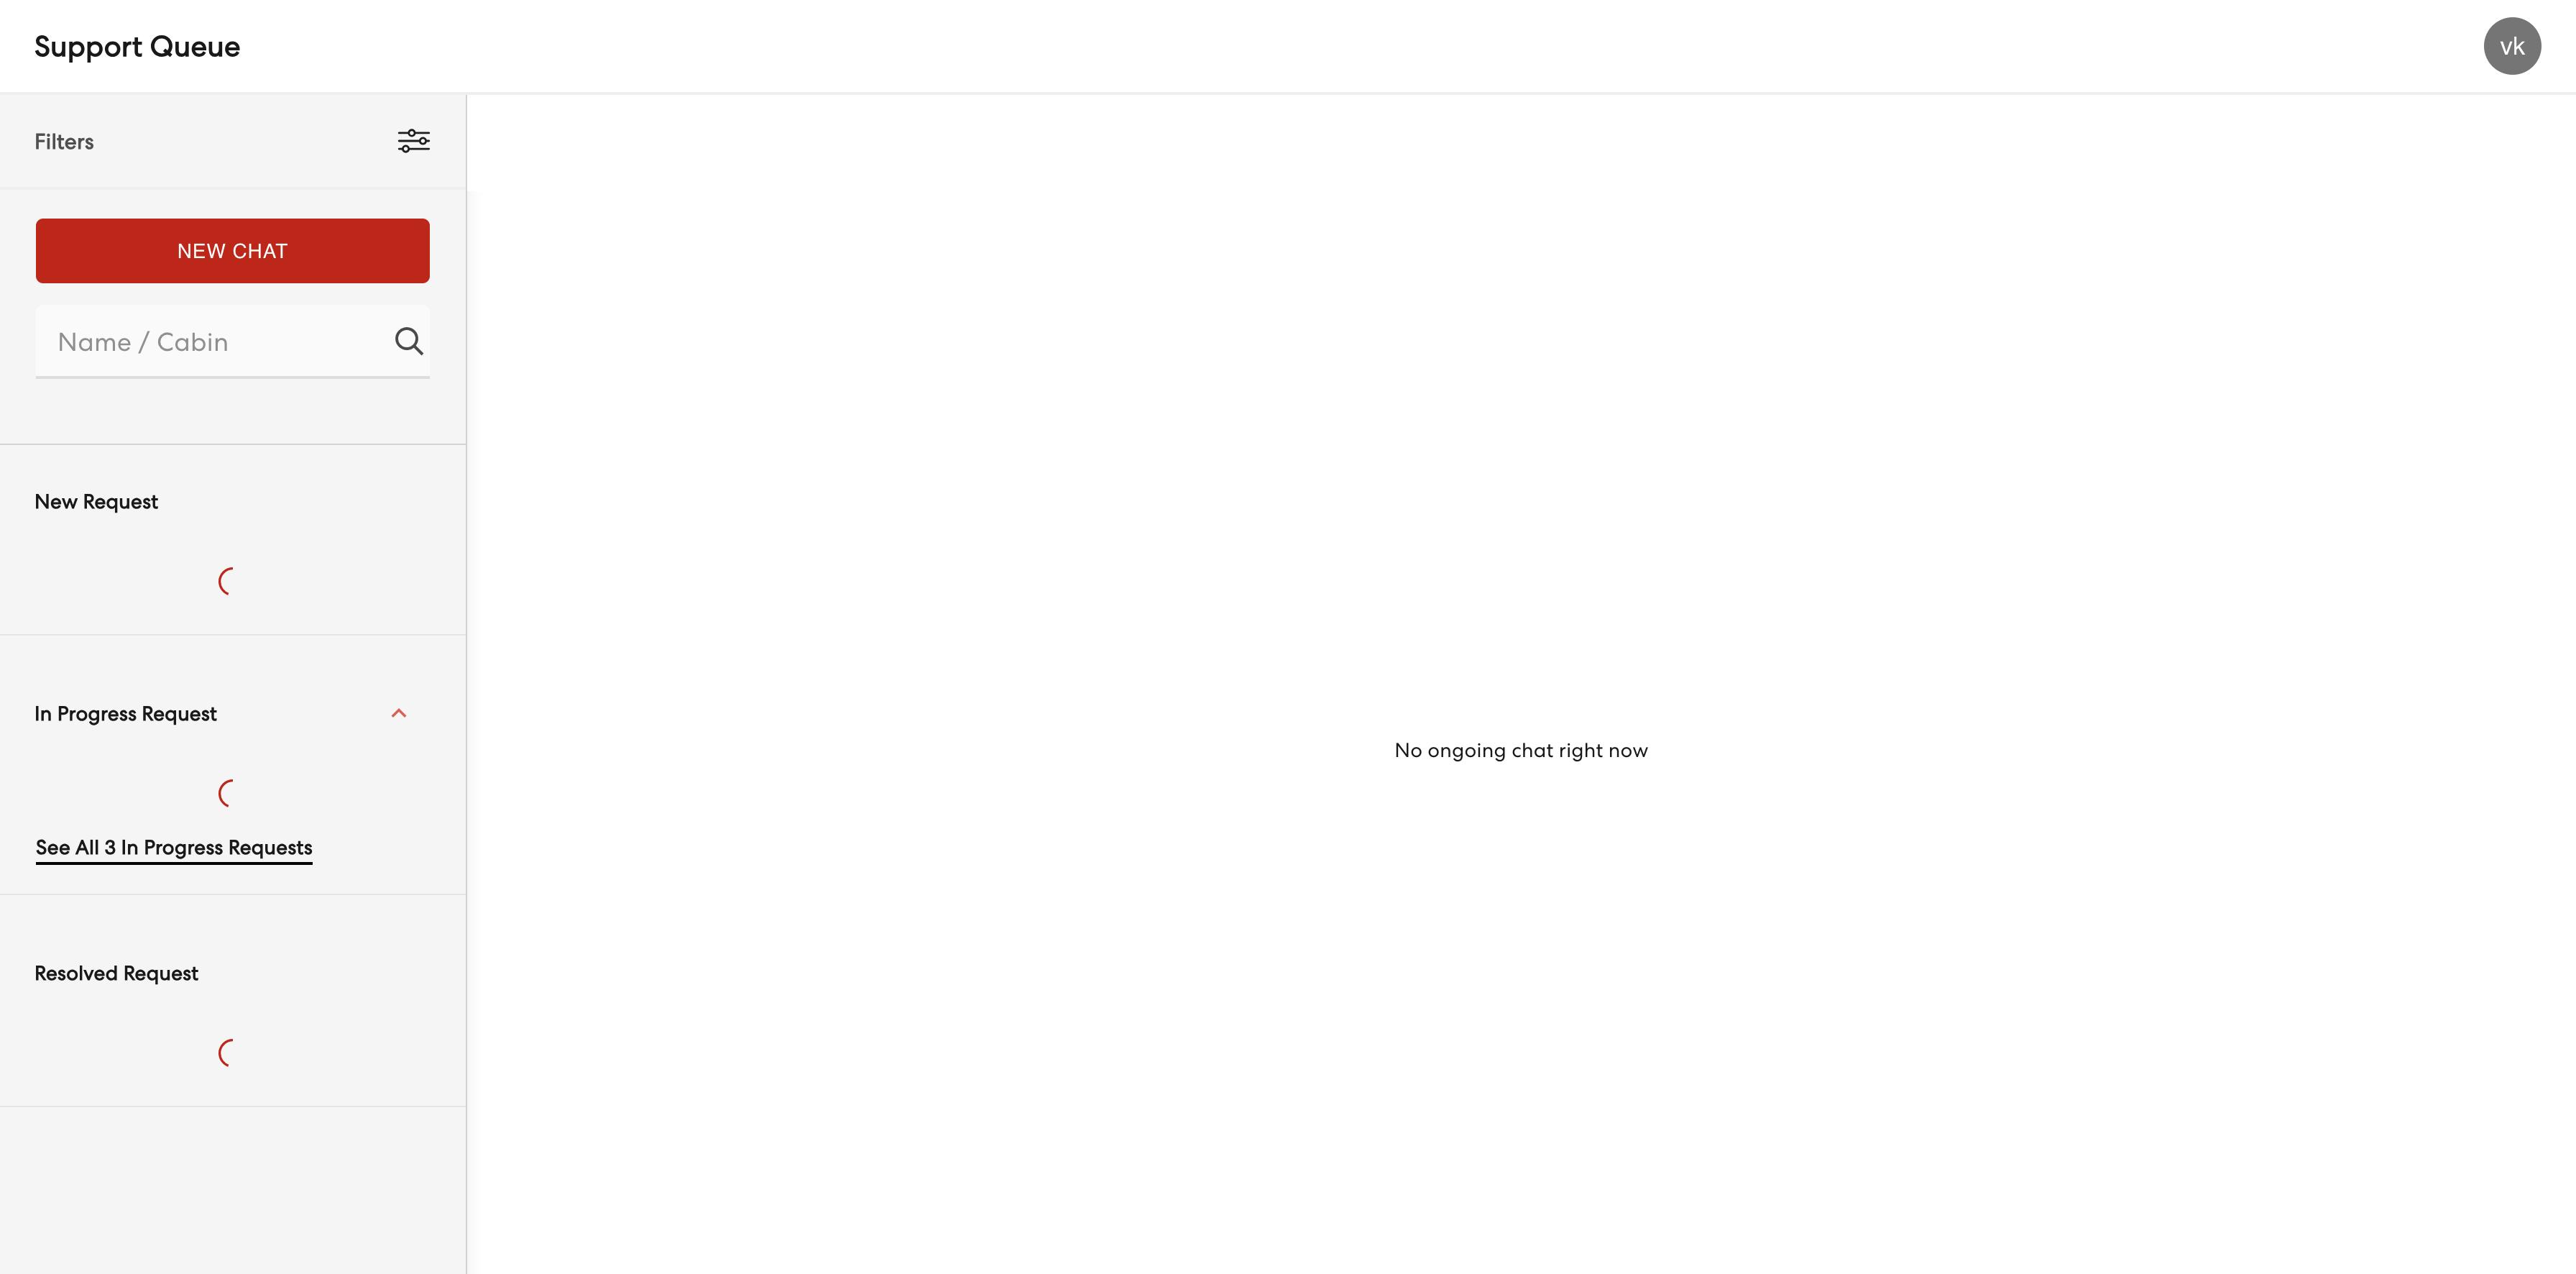 Support Queue
vk
Filters
NEW CHAT
Name / Cabin
New Request
In Progress Request
See All 3 In Progress Requests
Resolved Request
No ongoing chat right now